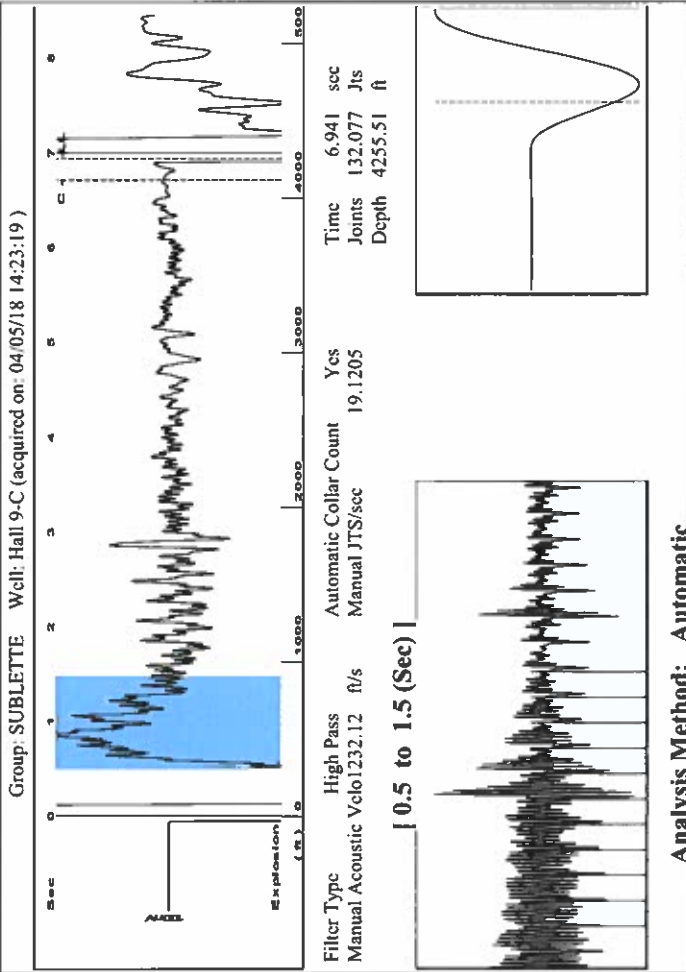 Group: SUBLETTE Well: Hall 9-C (acquired on: 04/05/18 14:23:19 )
Sec 0 1 2 3 4 5 6 7 8
Explosion
(ft) 0 1000 2000 3000 4000 500
Filter Type High Pass Automatic Collar Count Yes Time 6.941 sec
Manual Acoustic Velo1232.12 ft/s Manual JTS/sec 19.1205 Joints 132.077 Jts
Depth 4255.51 ft
[ 0.5 to 1.5 (Sec) ]
Analysis Method: Automatic